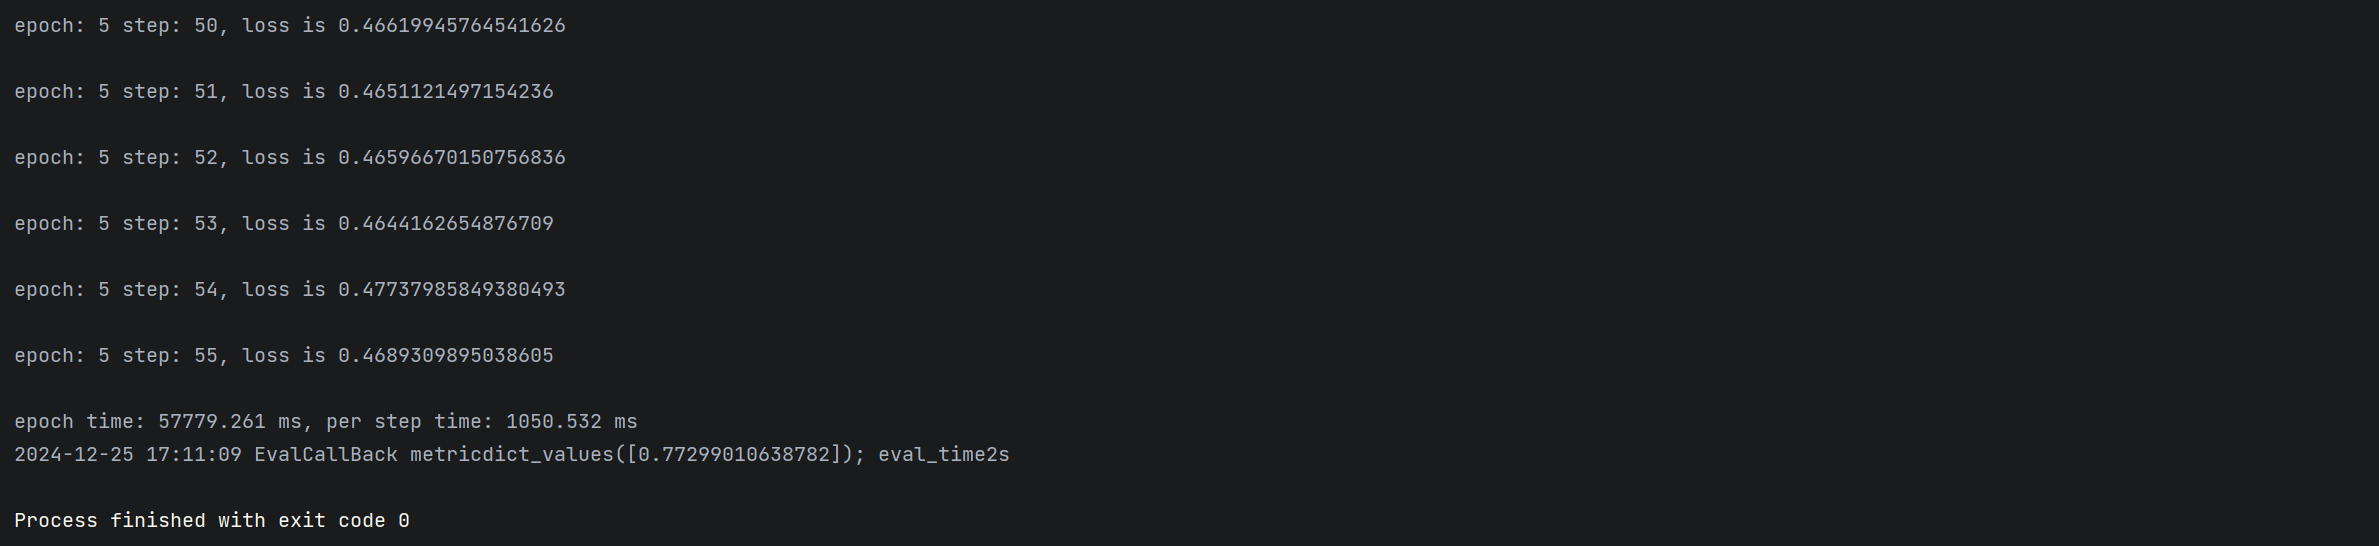 epoch: 5 step: 50, loss is 0.46619945764541626
epoch: 5 step: 51, loss is 0.4651121497154236
epoch: 5 step: 52, loss is 0.46596670150756836
epoch: 5 step: 53, loss is 0.4644162654876709
epoch: 5 step: 54, loss is 0.47737985849380493
epoch: 5 step: 55, loss is 0.4689309895038605
epoch time: 57779.261 ms, per step time: 1050.532 ms
2024-12-25 17:11:09 EvalCallBack metricdict_values([0.77299010638782]); eval_time2s
Process finished with exit code 0